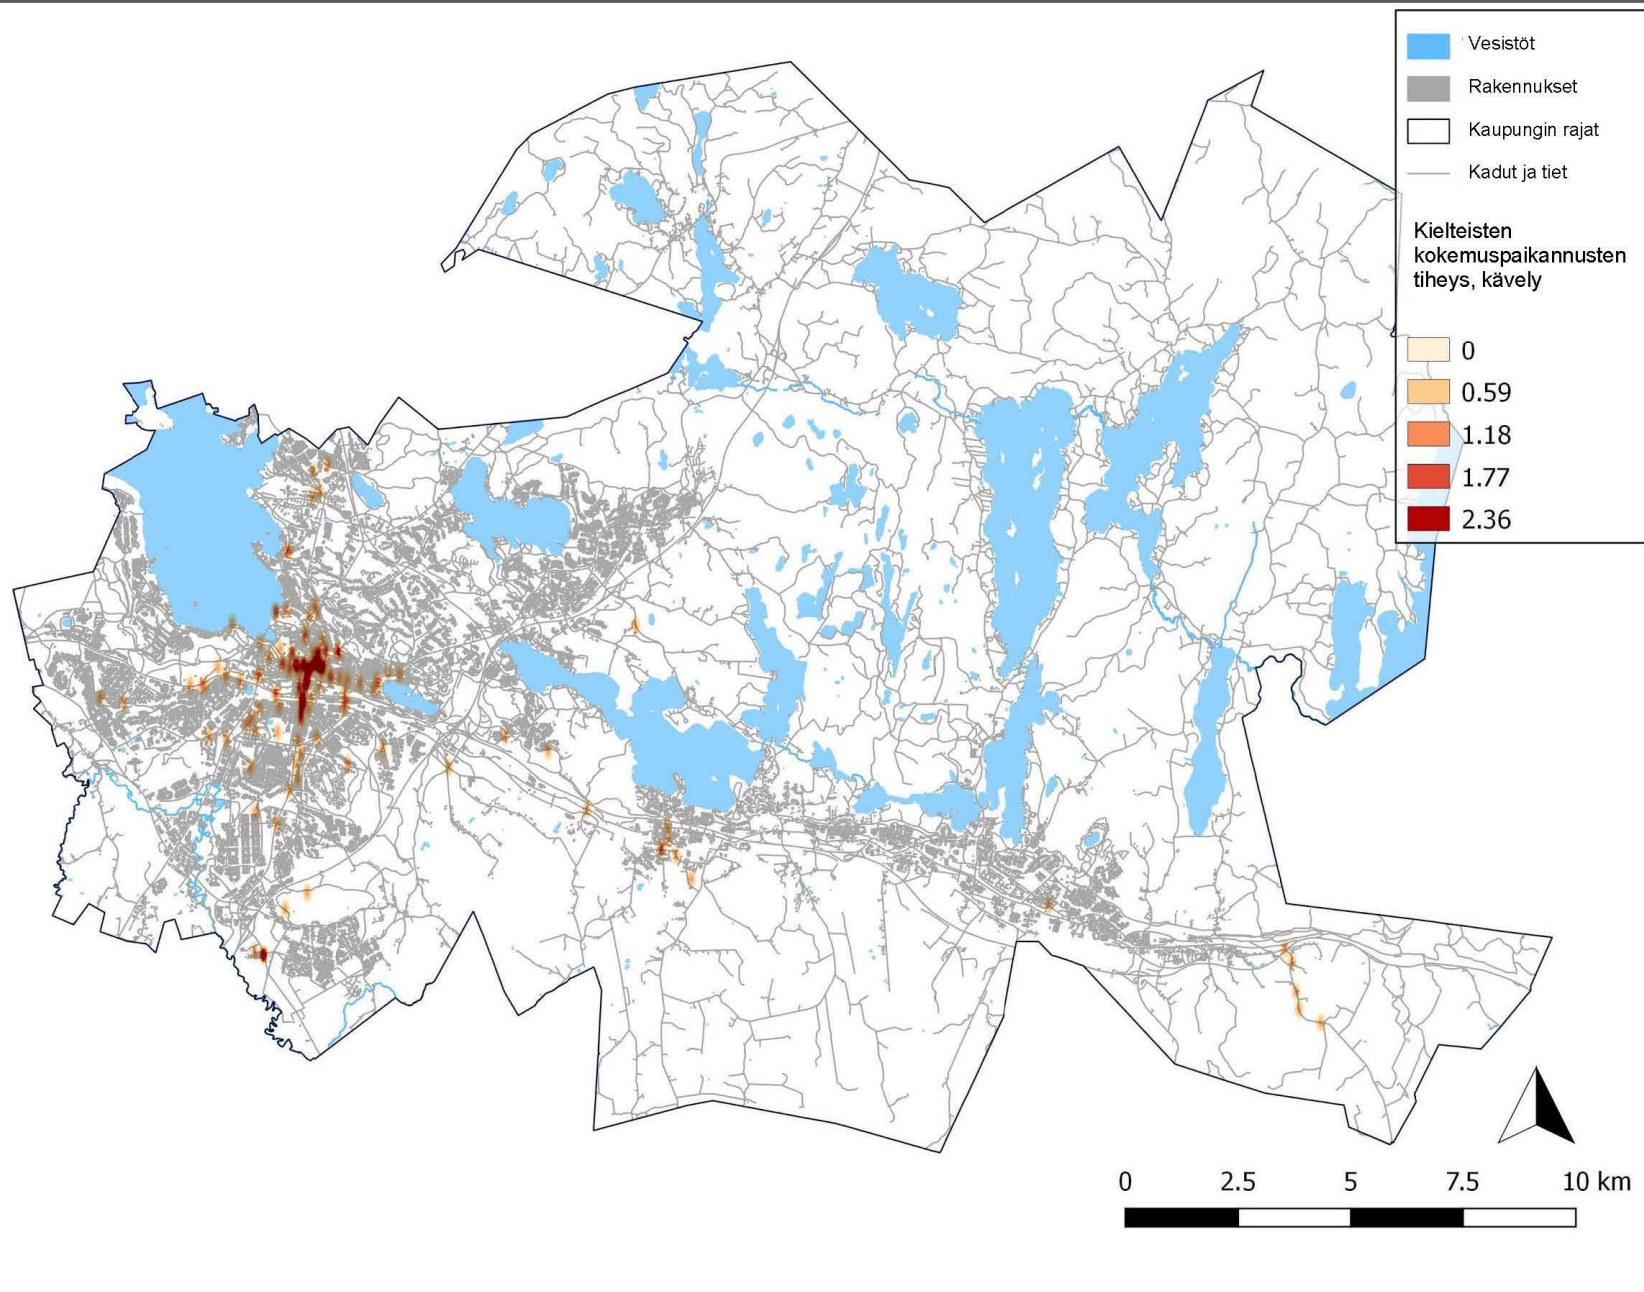 Vesistöt
Rakennukset
Kaupungin rajat
Kadut ja tiet
Kielteisten
kokemuspaikannusten
tiheys, kävely
0
0.59
1.18
1.77
2.36
0 2.5 5 7.5 10 km